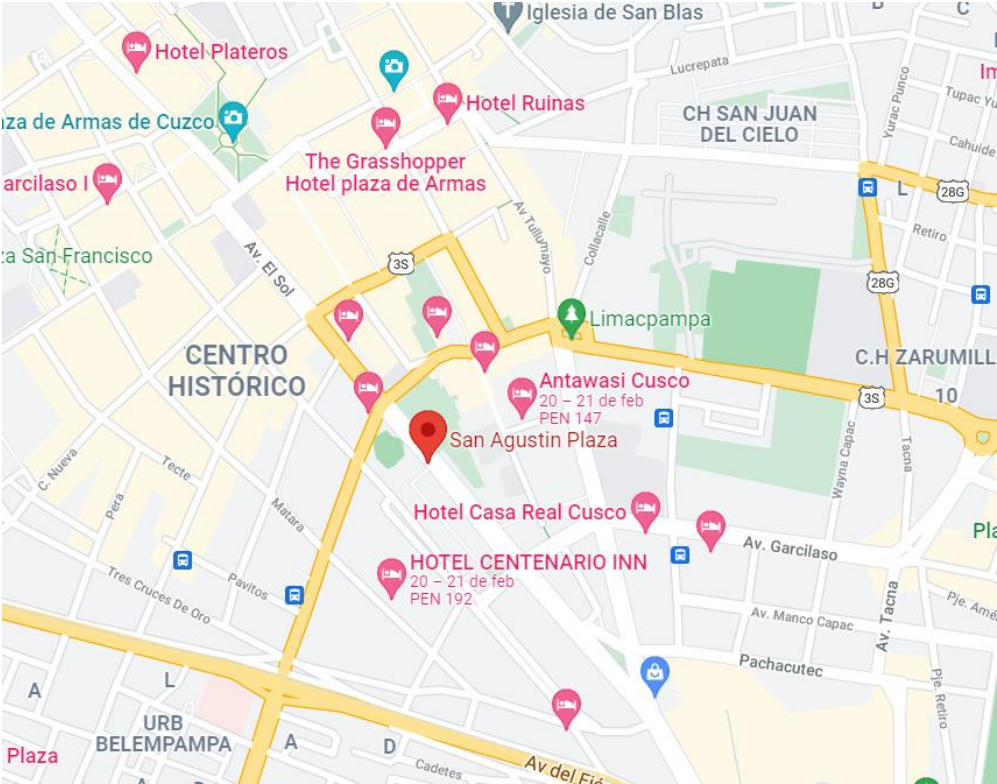 Iglesia de San Blas
B
C
Hotel Plateros
Lucrepata
Im
Tupac Yu
Yurac Punco
Hotel Ruinas
CH SAN JUAN
DEL CIELO
za de Armas de Cuzco
Cahuide
The Grasshopper
Hotel plaza de Armas
arcilaso I
L
28G
Av Tullumayo
Collacalle
Retiro
za San Francisco
Av. El Sol
3S
28G
Limacpampa
CENTRO
HISTÓRICO
C.H ZARUMILL
Antawasi Cusco
20 – 21 de feb
PEN 147
3S
10
San Agustin Plaza
Wayna Capac
Tacna
C. Nueva
Tecte
Pera
Matara
Hotel Casa Real Cusco
Av. Garcilaso
Pla
HOTEL CENTENARIO INN
20 – 21 de feb
PEN 192
Tres Cruces De Oro
Pavitos
Av. Tacna
Pje. Amé
Av. Manco Capac
Pachacutec
Pje. Retiro
A
L
URB
BELEMPAMPA
A
D
Plaza
Cadetes
Av del Ejé